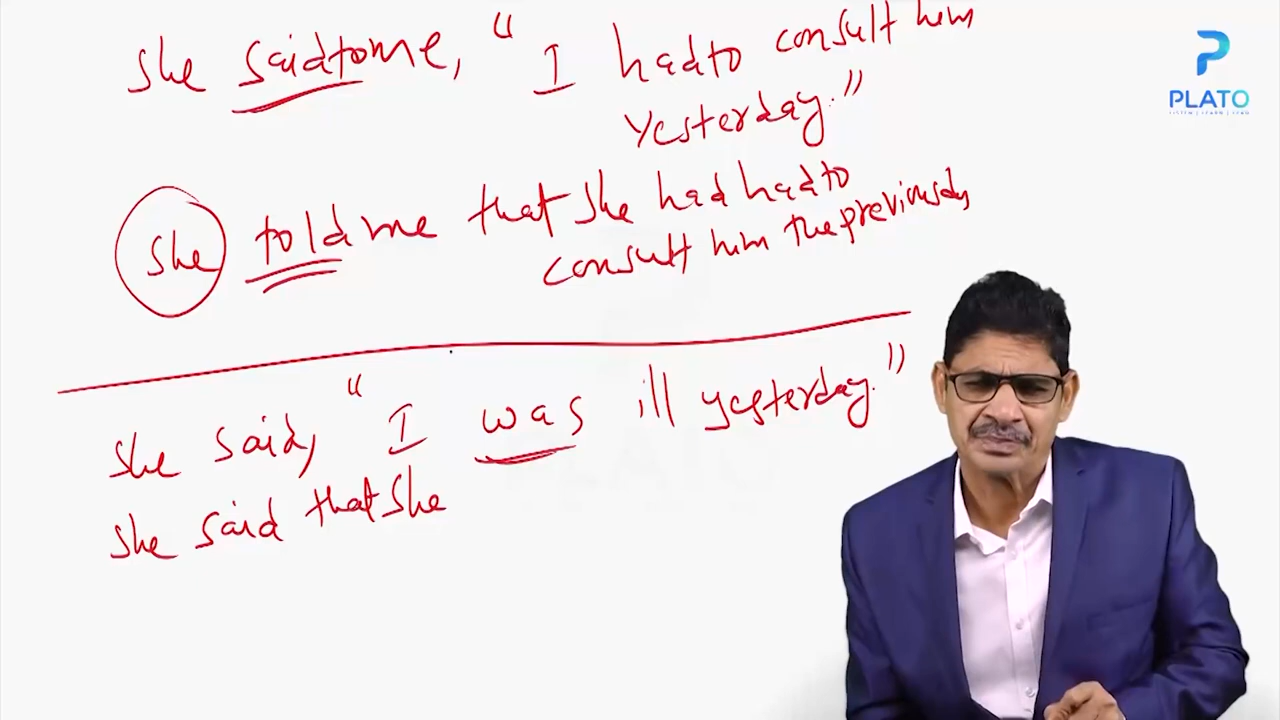 She said to me, " I had to consult him
yesterday."
She told me that she had had to
consult him the previous day
She said, " I was ill yesterday."
She said that she
P
PLATO